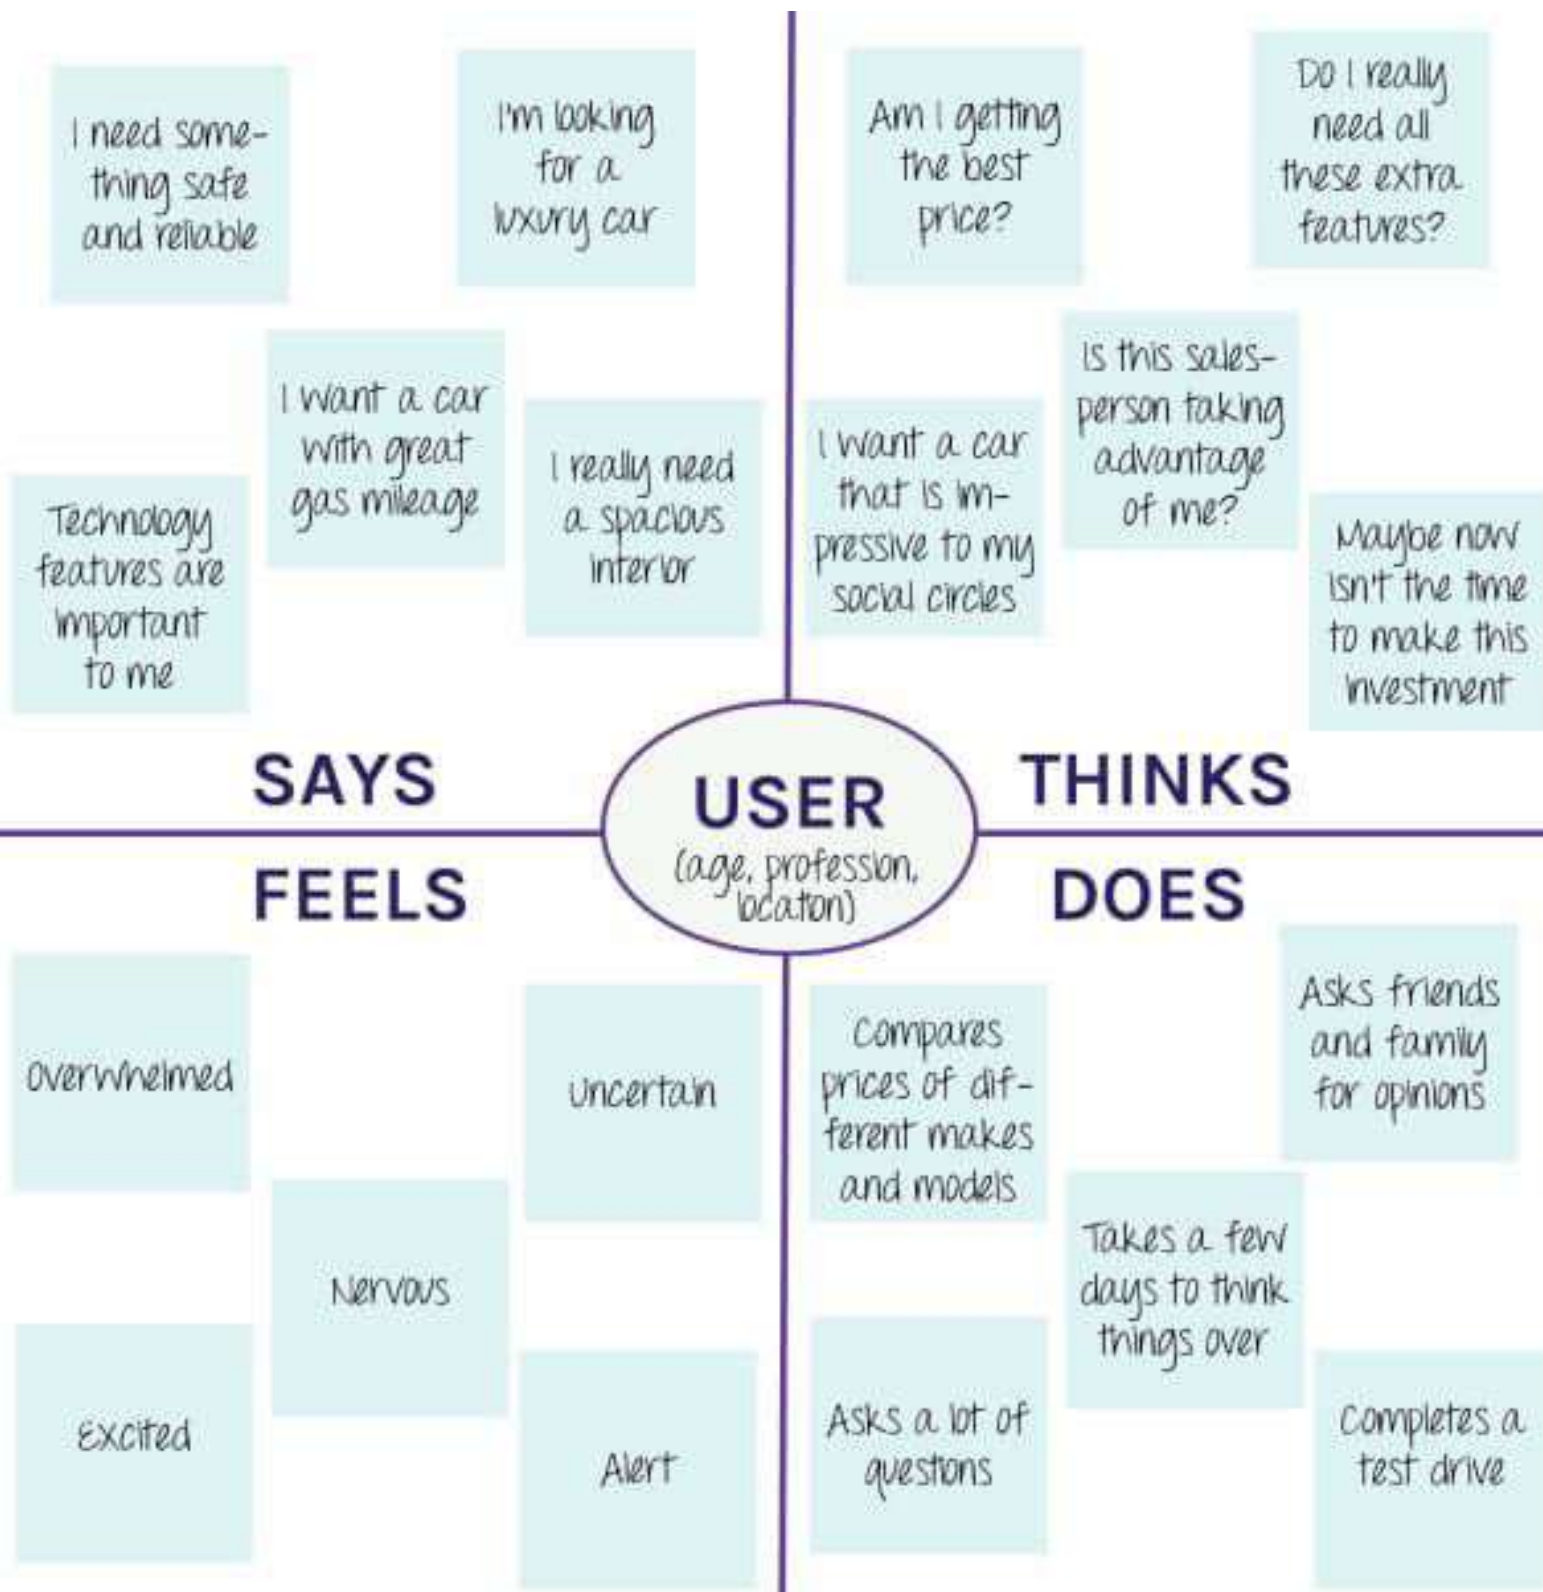 I need some-
thing safe
and reliable
I'm looking
for a
luxury car
I want a car
with great
gas mileage
I really need
a spacious
interior
Technology
features are
important
to me
SAYS
Am I getting
the best
price?
Do I really
need all
these extra
features?
Is this sales-
person taking
advantage
of me?
I want a car
that is im-
pressive to my
social circles
Maybe now
isn't the time
to make this
investment
THINKS
USER
(age, profession,
location)
FEELS
Overwhelmed
Uncertain
Nervous
Excited
Alert
DOES
Compares
prices of dif-
ferent makes
and models
Asks friends
and family
for opinions
Takes a few
days to think
things over
Asks a lot of
questions
Completes a
test drive